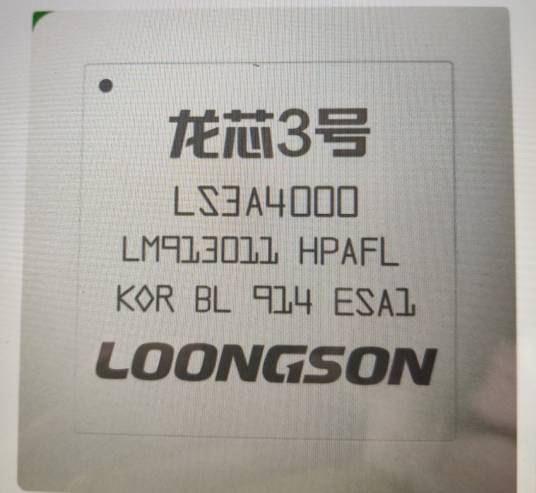 龙芯3号
LS3A4000
LM913011 HPAFL
KOR BL 914 ESA1
LOONGSON